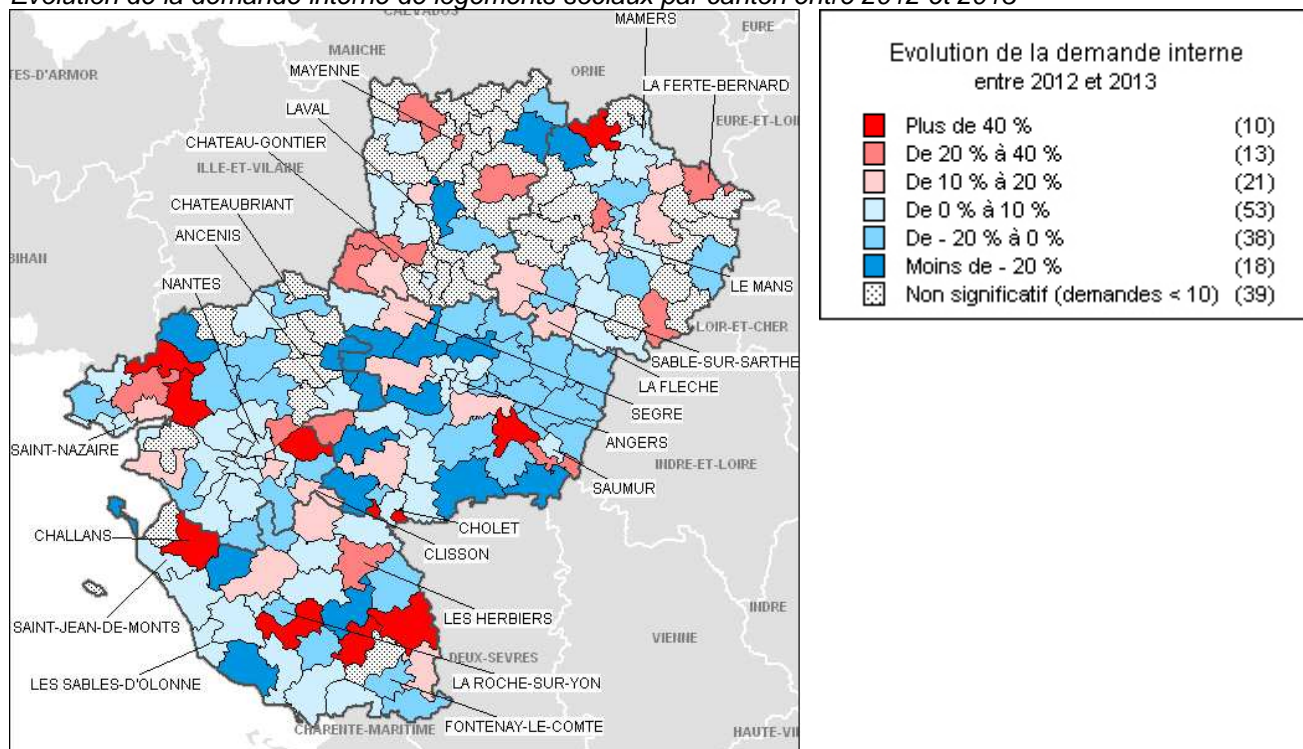 Evolution de la demande interne de logements sociaux par canton entre 2012 et 2013
CALVADOS
MAMERS
EURE
MANCHE
MAYENNE
ORNE
TES-D'ARMOR
LA FERTE-BERNARD
LAVAL
EURE-ET-LOI
CHATEAU-GONTIER
ILLE-ET-VILAINE
CHATEAUBRIANT
ANCENIS
BIHAN
NANTES
LE MANS
LOIR-ET-CHER
SABLE-SUR-SARTHE
LA FLECHE
SEGRE
ANGERS
SAINT-NAZAIRE
INDRE-ET-LOIRE
SAUMUR
CHOLET
CHALLANS
CLISSON
INDRE
LES HERBIERS
SAINT-JEAN-DE-MONTS
VIENNE
DEUX-SEVRES
LA ROCHE-SUR-YON
LES SABLES-D'OLONNE
FONTENAY-LE-COMTE
CHARENTE-MARITIME
HAUTE-VI
Evolution de la demande interne
entre 2012 et 2013
Plus de 40 % (10)
De 20 % à 40 % (13)
De 10 % à 20 % (21)
De 0 % à 10 % (53)
De - 20 % à 0 % (38)
Moins de - 20 % (18)
Non significatif (demandes < 10) (39)